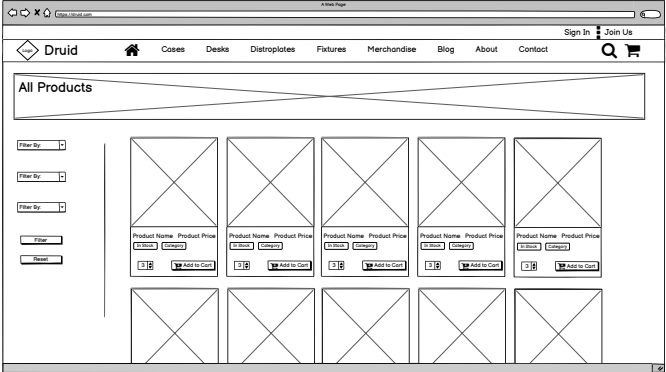 A Web Page
https://druid.com
Sign In Join Us
Logo Druid Cases Desks Distroplates Fixtures Merchandise Blog About Contact
All Products
Filter By:
Filter By:
Filter By:
Filter
Reset
Product Name Product Price Product Name Product Price Product Name Product Price Product Name Product Price Product Name Product Price
In Stock Category In Stock Category In Stock Category In Stock Category In Stock Category
3 Add to Cart 3 Add to Cart 3 Add to Cart 3 Add to Cart 3 Add to Cart